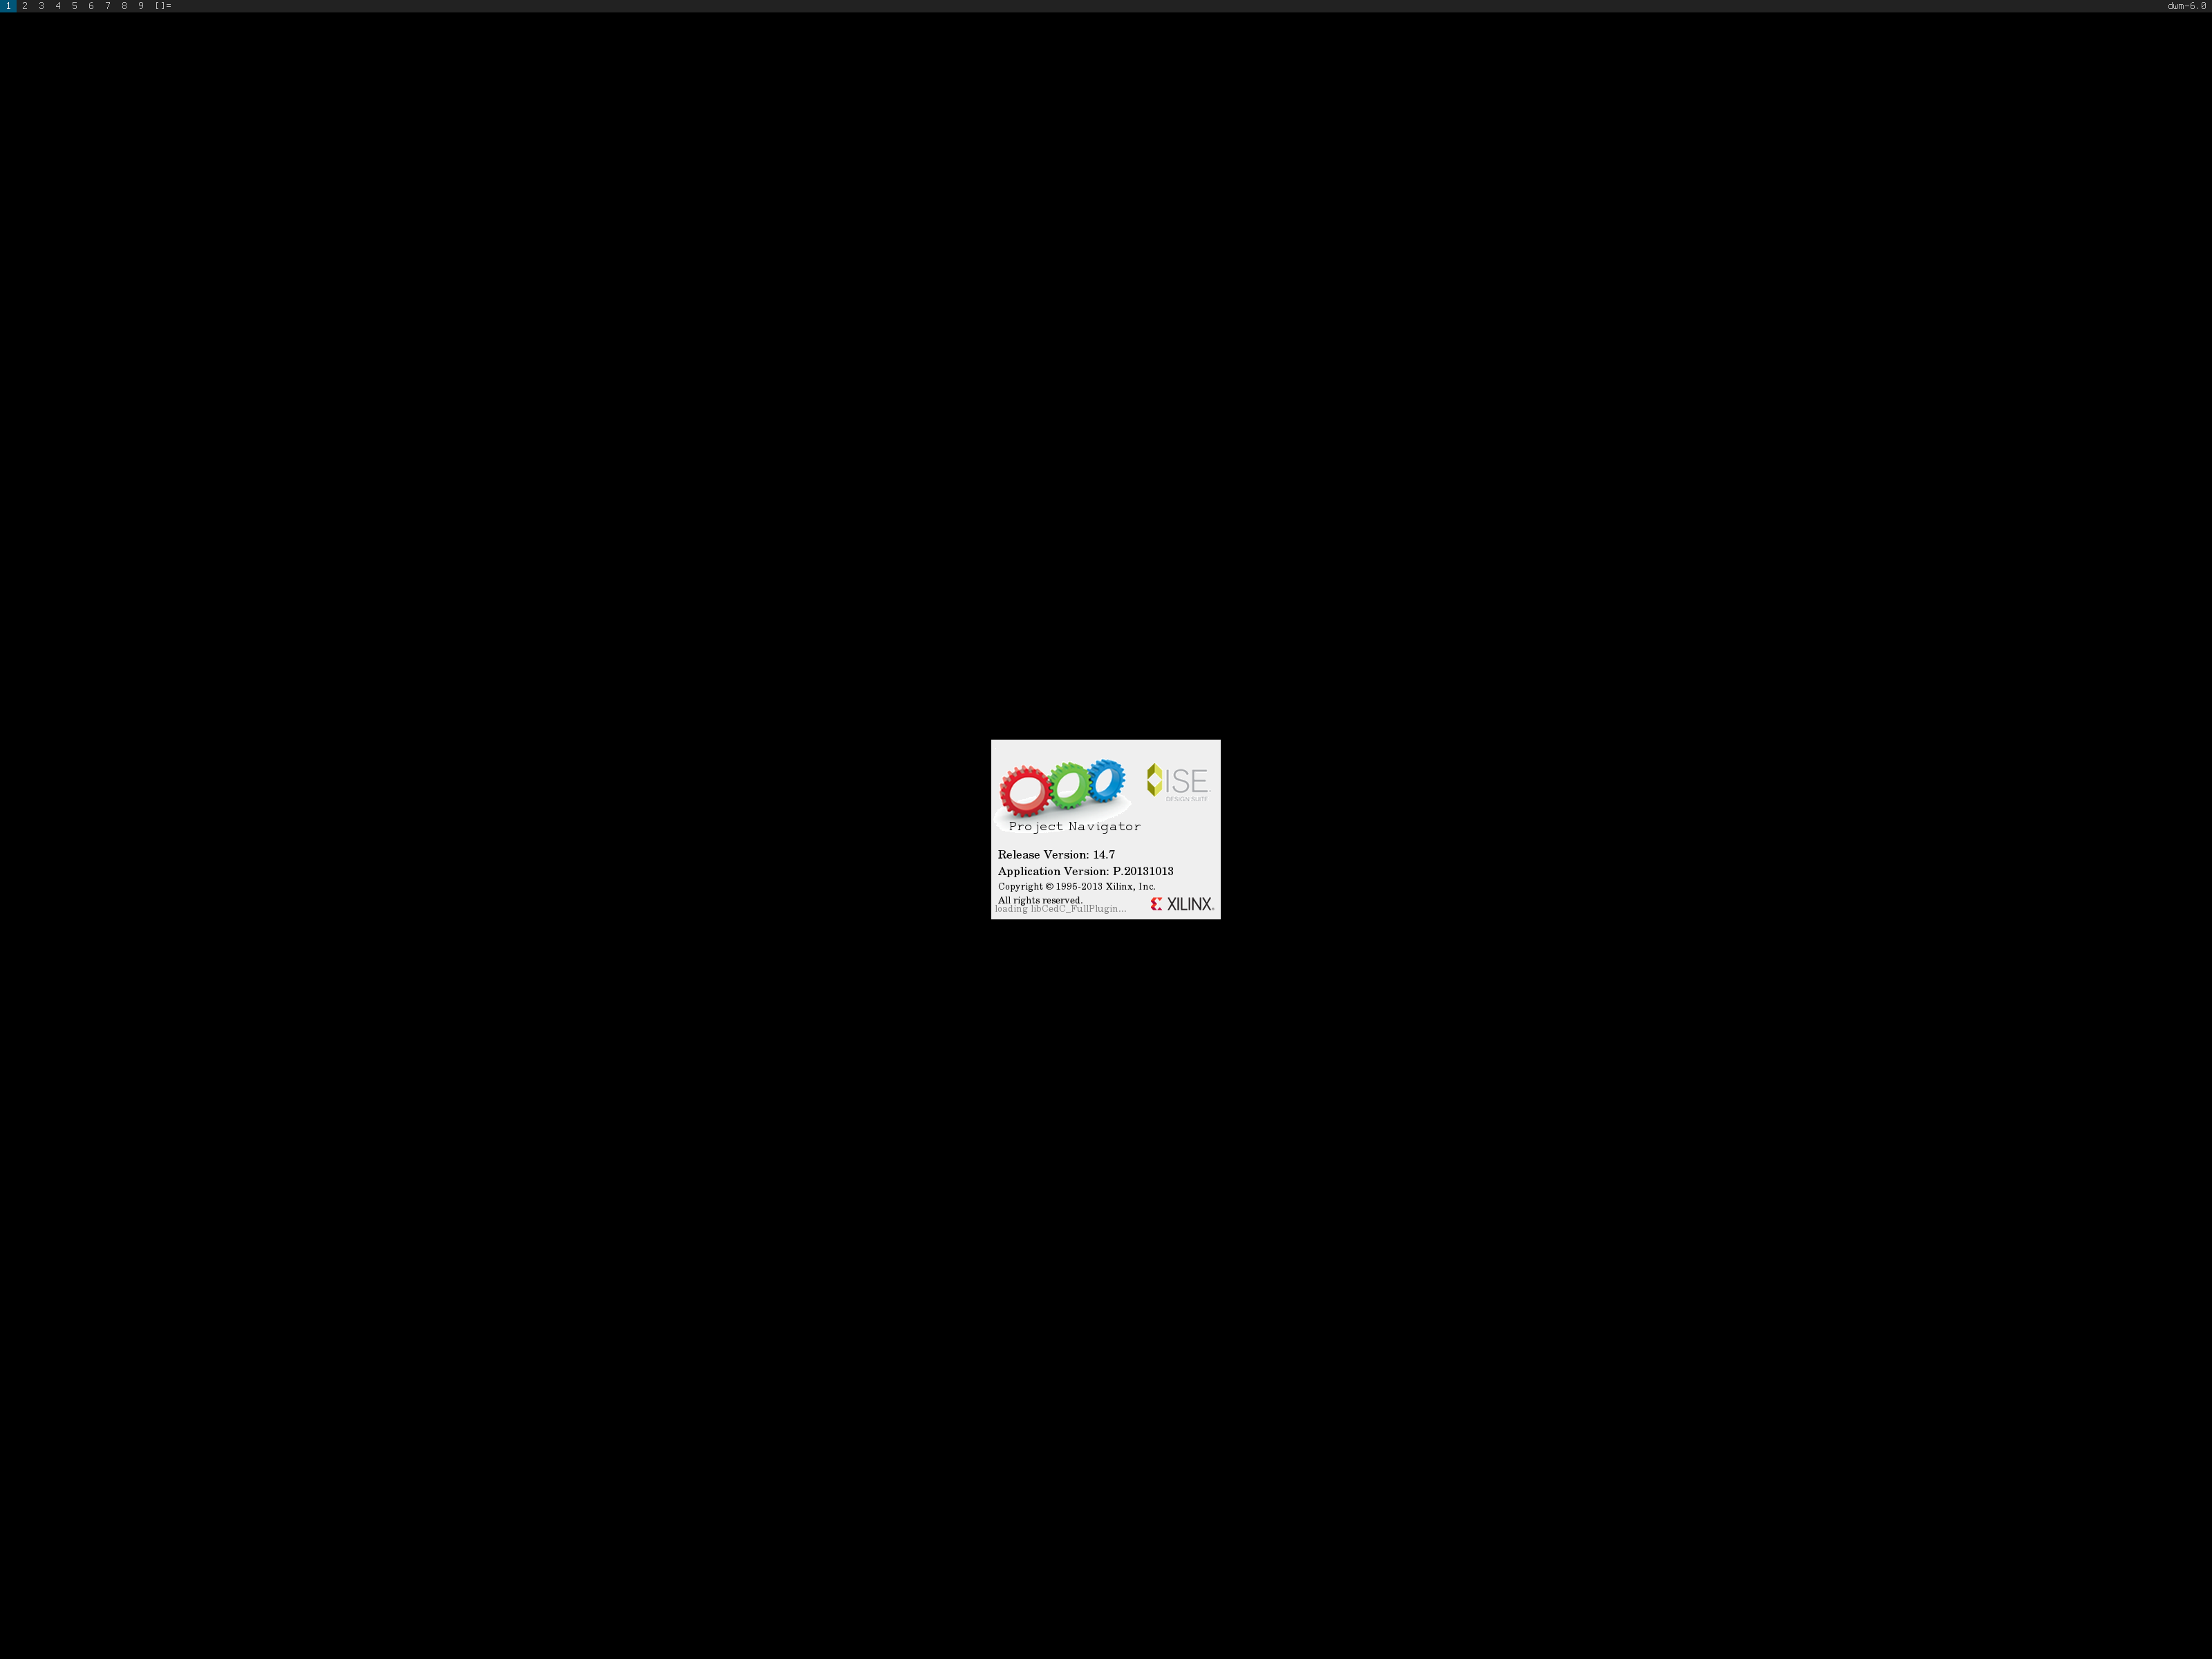 1 2 3 4 5 6 7 8 9 []= dwm-6.0
ISE
DESIGN SUITE
Project Navigator
Release Version: 14.7
Application Version: P.20131013
Copyright © 1995-2013 Xilinx, Inc.
All rights reserved.
loading libCedC_FullPlugin...
XILINX